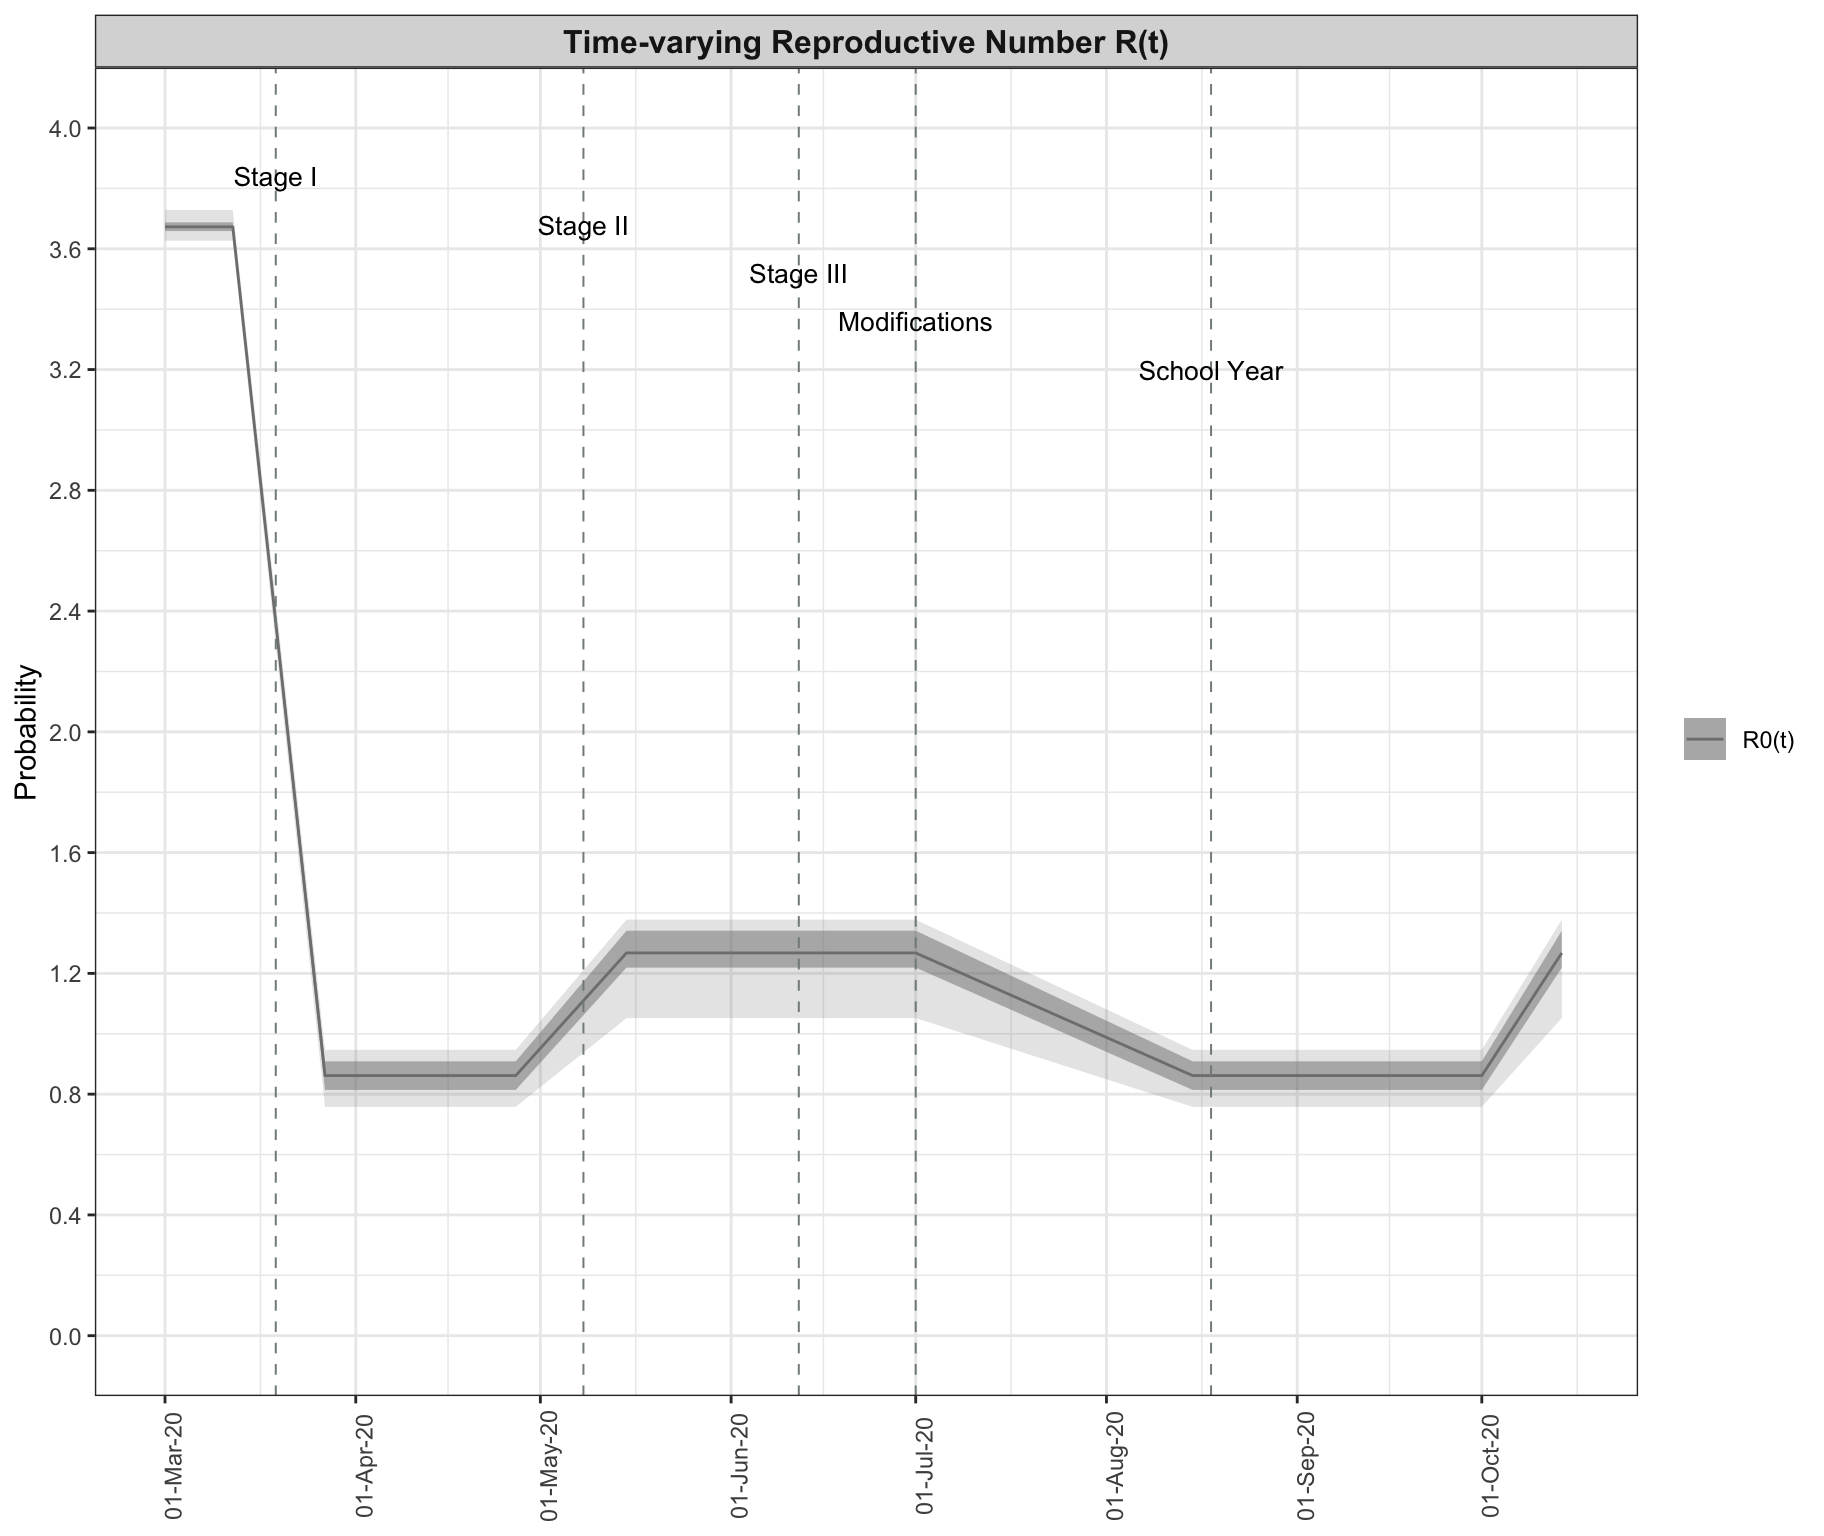 Time-varying Reproductive Number R(t)
4.0
3.6
3.2
2.8
2.4
2.0
1.6
1.2
0.8
0.4
0.0
Probability
Stage I
Stage II
Stage III
Modifications
School Year
R0(t)
01-Mar-20
01-Apr-20
01-May-20
01-Jun-20
01-Jul-20
01-Aug-20
01-Sep-20
01-Oct-20